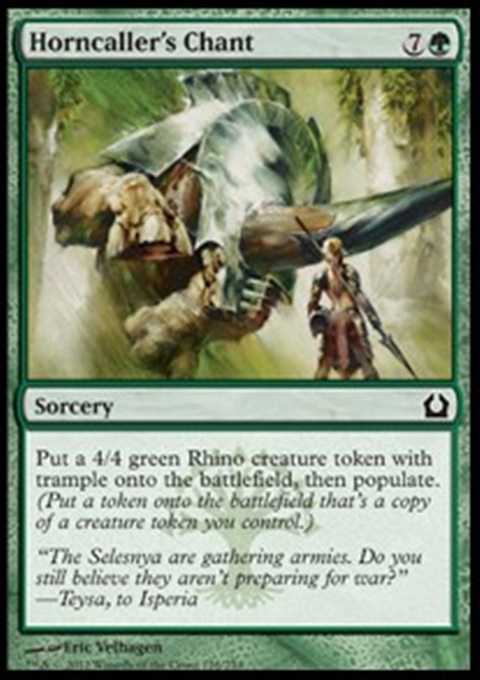 Horncaller's Chant 7
Sorcery
Put a 4/4 green Rhino creature token with
trample onto the battlefield, then populate.
(Put a token onto the battlefield that's a copy
of a creature token you control.)
"The Selesnya are gathering armies. Do you
still believe they aren't preparing for war?"
—Teysa, to Isperia
Eric Velhagen